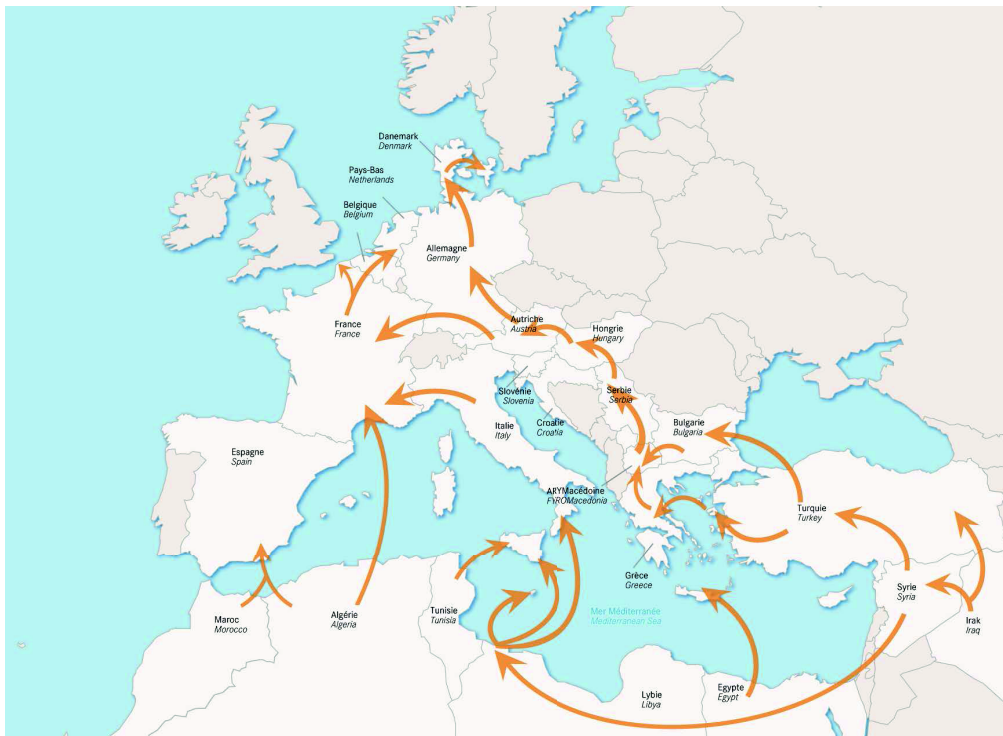 Danemark
Denmark
Pays-Bas
Netherlands
Belgique
Belgium
Allemagne
Germany
France
France
Autriche
Austria
Hongrie
Hungary
Slovénie
Slovenia
Serbie
Serbia
Croatie
Croatia
Bulgarie
Bulgaria
Italie
Italy
Espagne
Spain
ARYMacédoine
FYROMacedonia
Turquie
Turkey
Grèce
Greece
Syrie
Syria
Mer Méditerranée
Mediterranean Sea
Maroc
Morocco
Algérie
Algeria
Tunisie
Tunisia
Irak
Iraq
Lybie
Libya
Egypte
Egypt